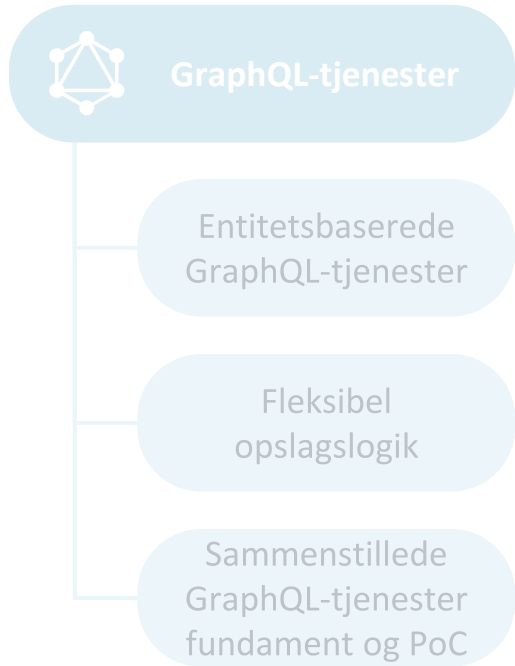 GraphQL-tjenester
Entitetsbaserede
GraphQL-tjenester
Fleksibel
opslagslogik
Sammenstillede
GraphQL-tjenester
fundament og PoC